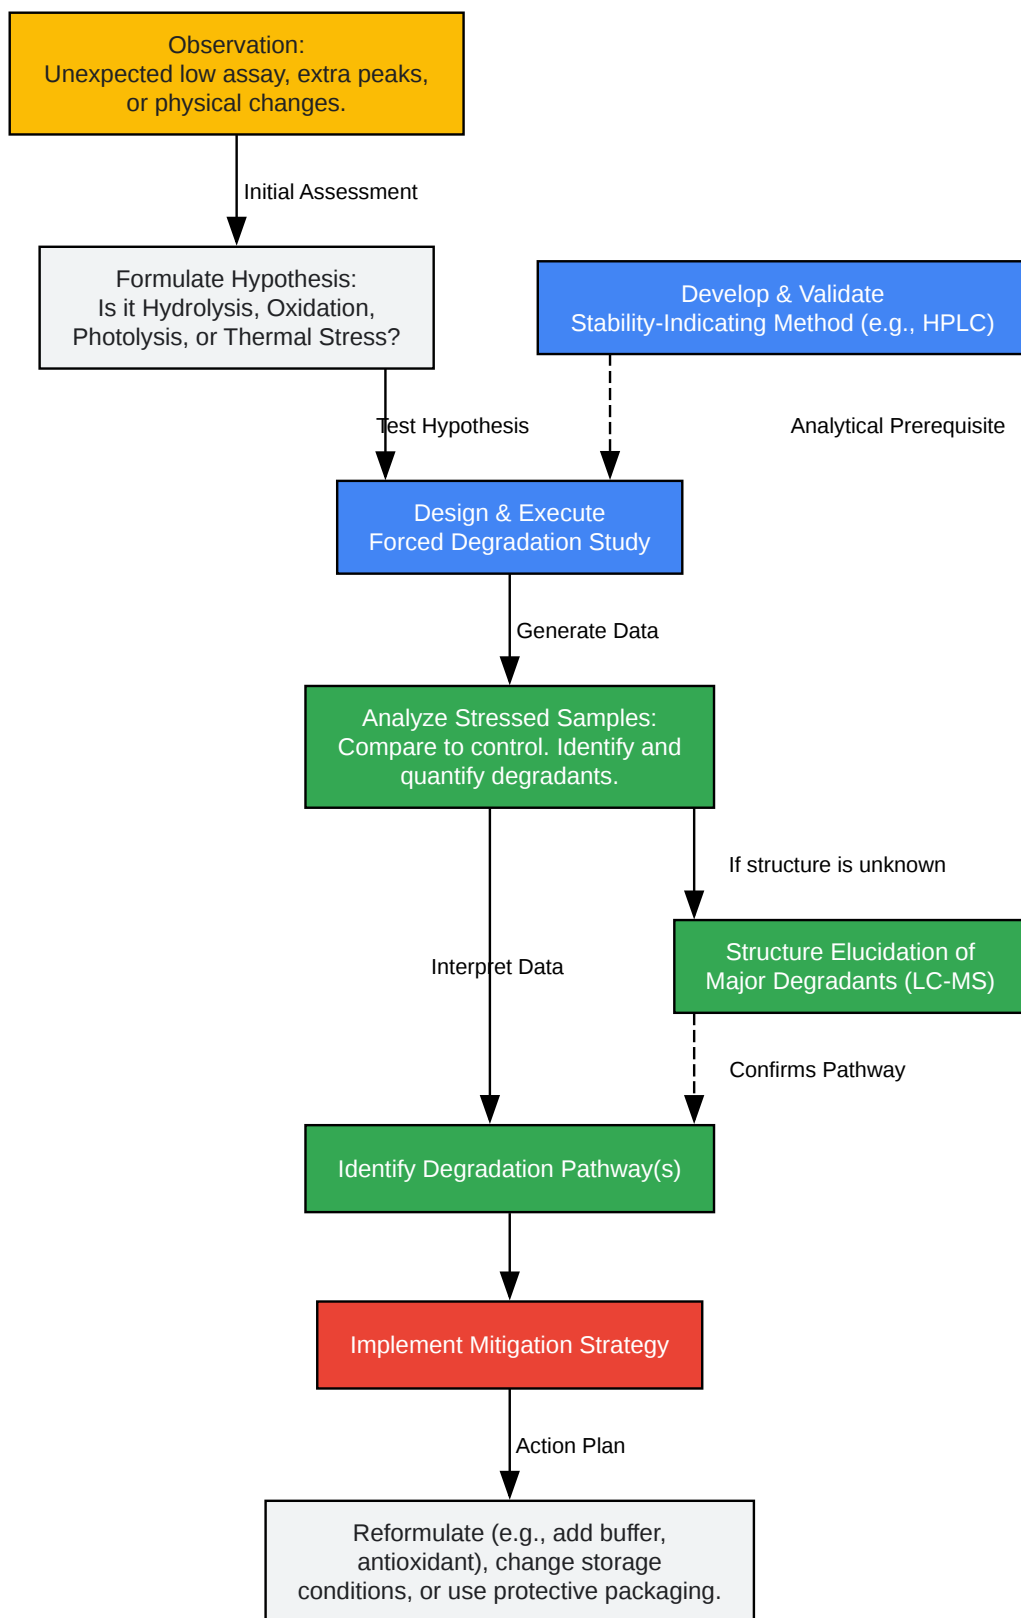 Observation:
Unexpected low assay, extra peaks,
or physical changes.
Initial Assessment
Formulate Hypothesis:
Is it Hydrolysis, Oxidation,
Photolysis, or Thermal Stress?
Develop & Validate
Stability-Indicating Method (e.g., HPLC)
Test Hypothesis
Analytical Prerequisite
Design & Execute
Forced Degradation Study
Generate Data
Analyze Stressed Samples:
Compare to control. Identify and
quantify degradants.
If structure is unknown
Structure Elucidation of
Major Degradants (LC-MS)
Interpret Data
Confirms Pathway
Identify Degradation Pathway(s)
Implement Mitigation Strategy
Action Plan
Reformulate (e.g., add buffer,
antioxidant), change storage
conditions, or use protective packaging.